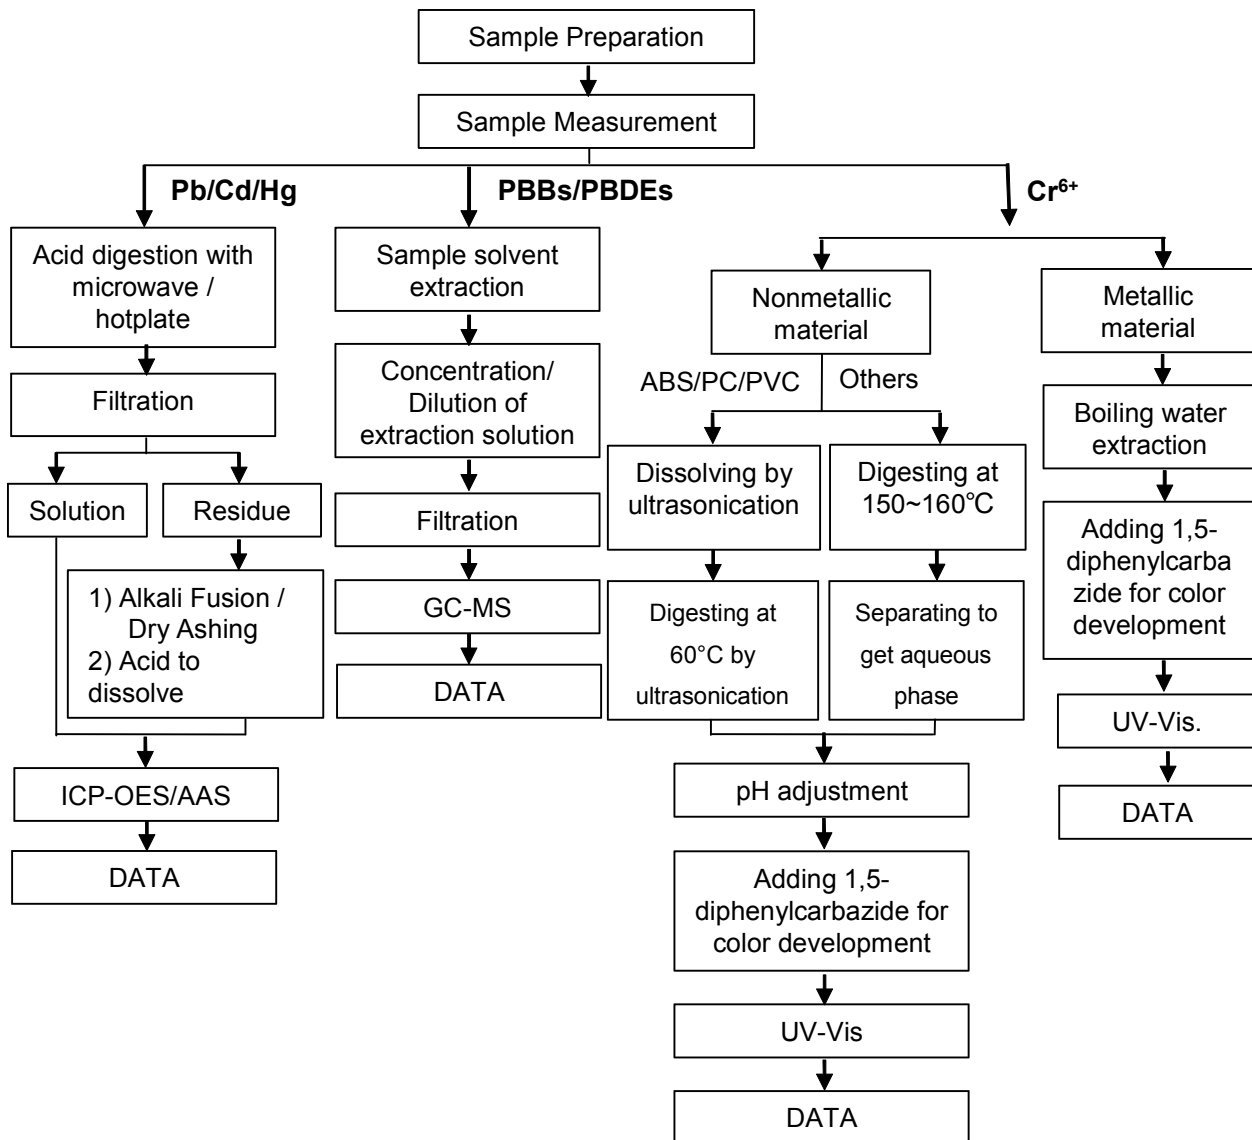 Sample Preparation
Sample Measurement
Pb/Cd/Hg
PBBs/PBDEs
Cr⁶⁺
Acid digestion with
microwave /
hotplate
Filtration
Solution
Residue
1) Alkali Fusion /
Dry Ashing
2) Acid to
dissolve
ICP-OES/AAS
DATA
Sample solvent
extraction
Concentration/
Dilution of
extraction solution
Filtration
GC-MS
DATA
Nonmetallic
material
ABS/PC/PVC
Others
Dissolving by
ultrasonication
Digesting at
60°C by
ultrasonication
Digesting at
150~160℃
Separating to
get aqueous
phase
pH adjustment
Adding 1,5-
diphenylcarbazide for
color development
UV-Vis
DATA
Metallic
material
Boiling water
extraction
Adding 1,5-
diphenylcarba
zide for color
development
UV-Vis.
DATA